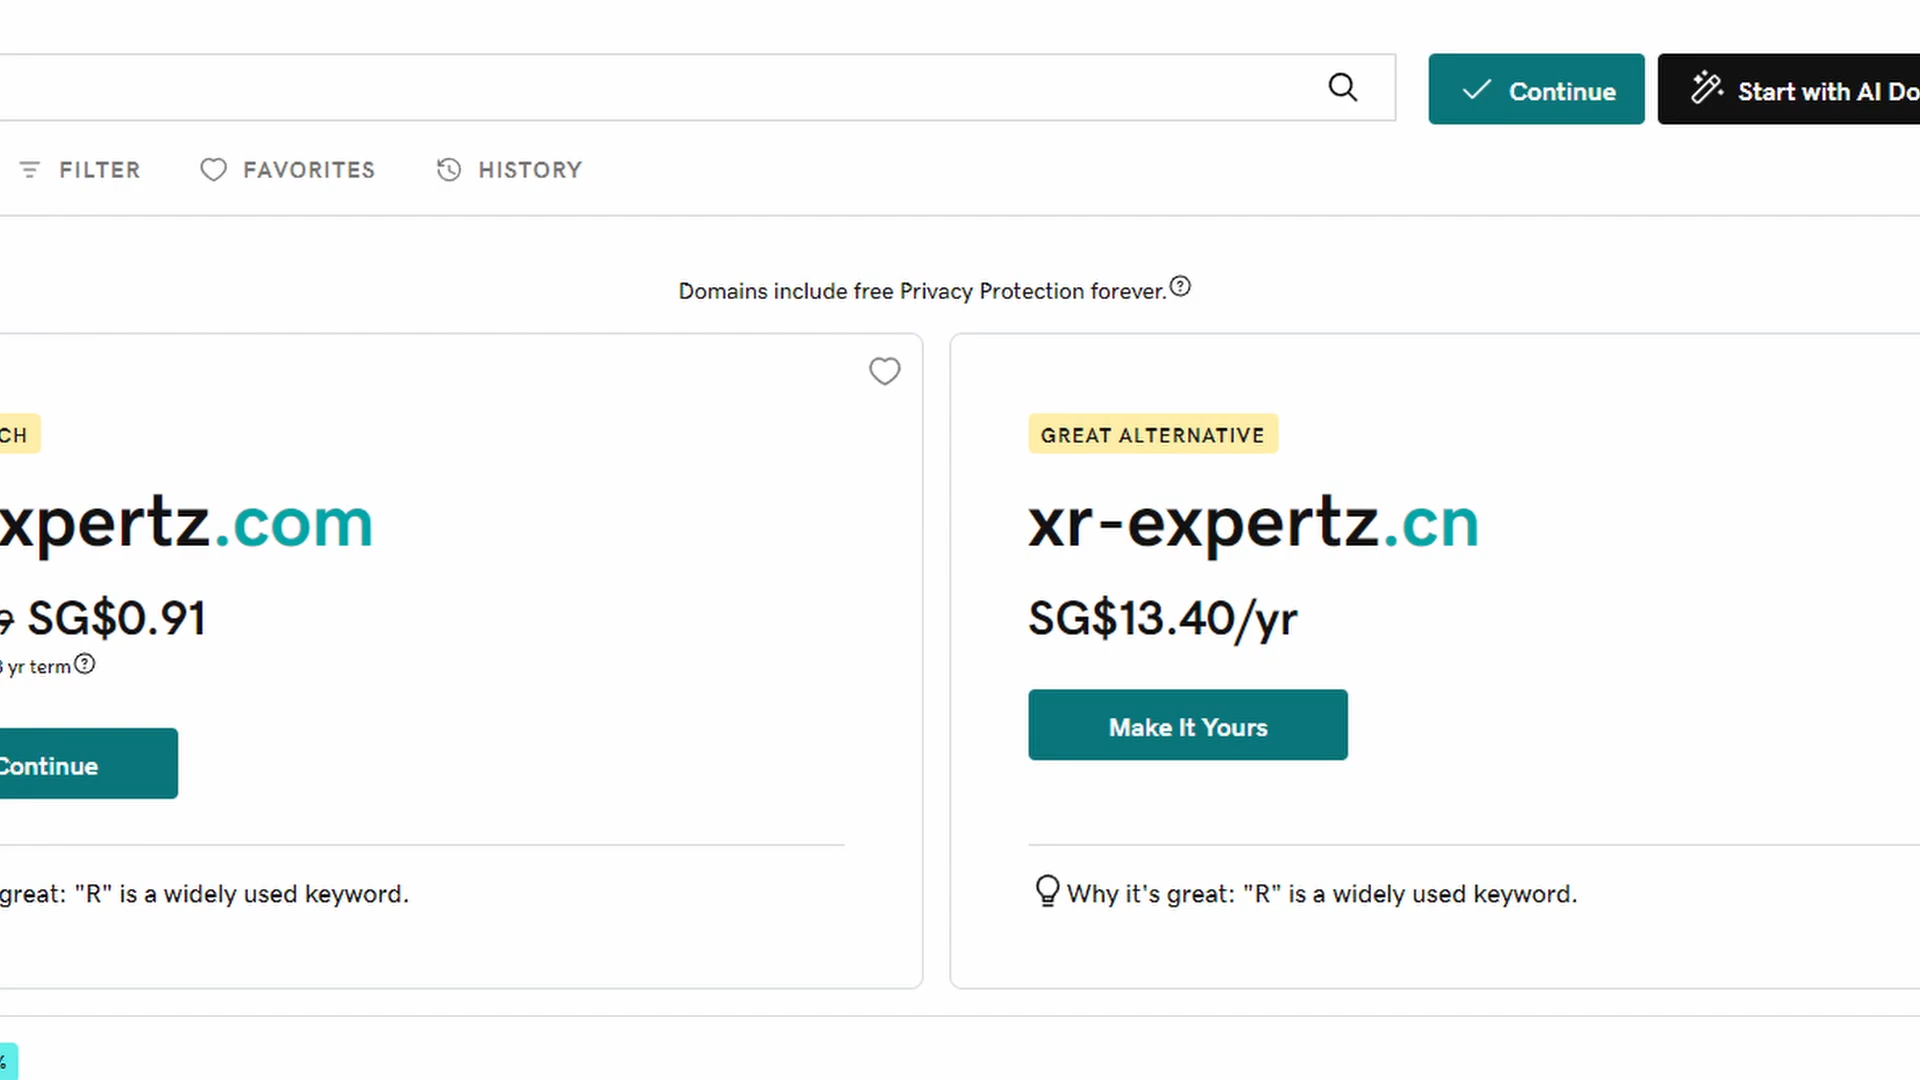 Continue
Start with AI Do
FILTER
FAVORITES
HISTORY
Domains include free Privacy Protection forever.
CH
xpertz.com
9 SG$0.91
yr term
Continue
great: "R" is a widely used keyword.
GREAT ALTERNATIVE
xr-expertz.cn
SG$13.40/yr
Make It Yours
Why it's great: "R" is a widely used keyword.
%